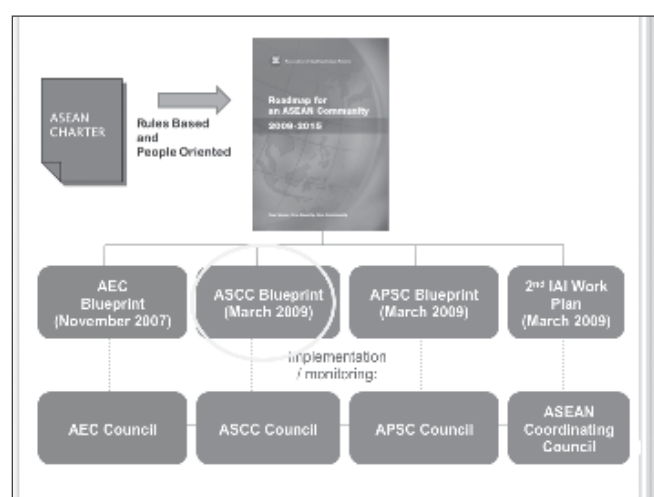 ASEAN
CHARTER
Rules Based
and
People Oriented
Roadmap for
an ASEAN Community
2009-2015
AEC
Blueprint
(November 2007)
ASCC Blueprint
(March 2009)
APSC Blueprint
(March 2009)
2nd IAI Work
Plan
(March 2009)
Implementation
/ monitoring:
AEC Council
ASCC Council
APSC Council
ASEAN
Coordinating
Council